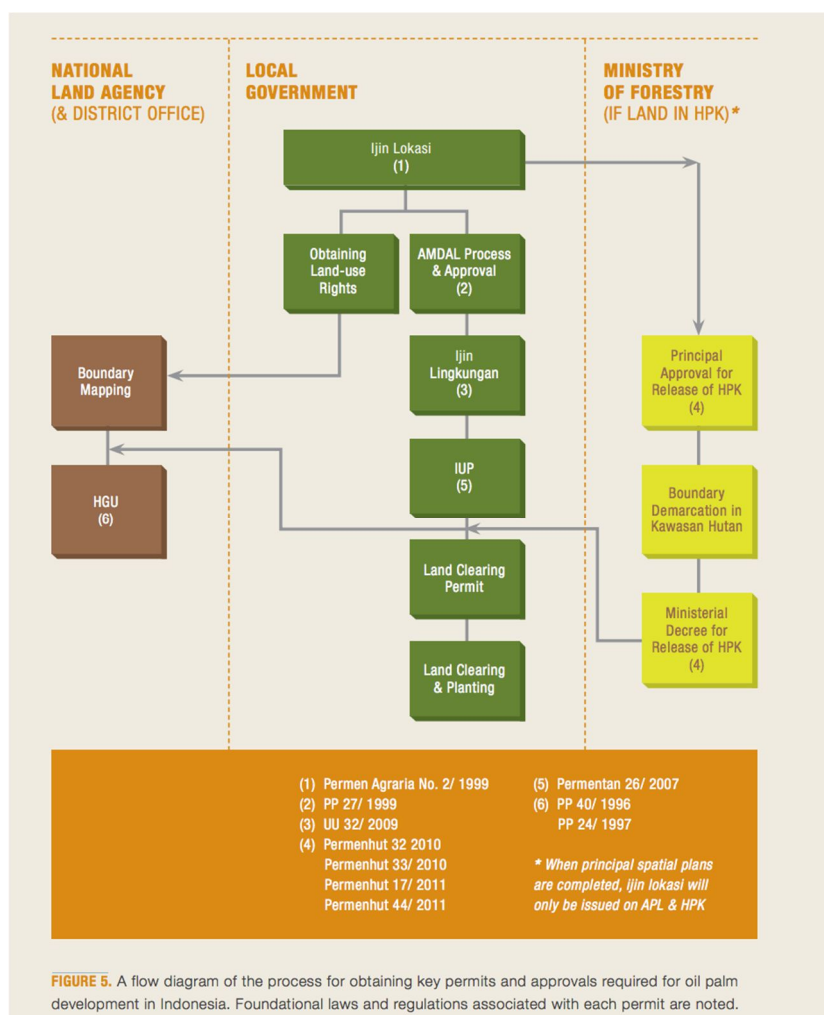 NATIONAL
LAND AGENCY
(& DISTRICT OFFICE)
LOCAL
GOVERNMENT
MINISTRY
OF FORESTRY
(IF LAND IN HPK)*
Ijin Lokasi
(1)
Obtaining
Land-use
Rights
AMDAL Process
& Approval
(2)
Boundary
Mapping
Ijin
Lingkungan
(3)
Principal
Approval for
Release of HPK
(4)
HGU
(6)
IUP
(5)
Boundary
Demarcation in
Kawasan Hutan
Land Clearing
Permit
Ministerial
Decree for
Release of HPK
(4)
Land Clearing
& Planting
(1) Permen Agraria No. 2/ 1999
(2) PP 27/ 1999
(3) UU 32/ 2009
(4) Permenhut 32 2010
Permenhut 33/ 2010
Permenhut 17/ 2011
Permenhut 44/ 2011
(5) Permentan 26/ 2007
(6) PP 40/ 1996
PP 24/ 1997
* When principal spatial plans
are completed, ijin lokasi will
only be issued on APL & HPK
FIGURE 5. A flow diagram of the process for obtaining key permits and approvals required for oil palm
development in Indonesia. Foundational laws and regulations associated with each permit are noted.